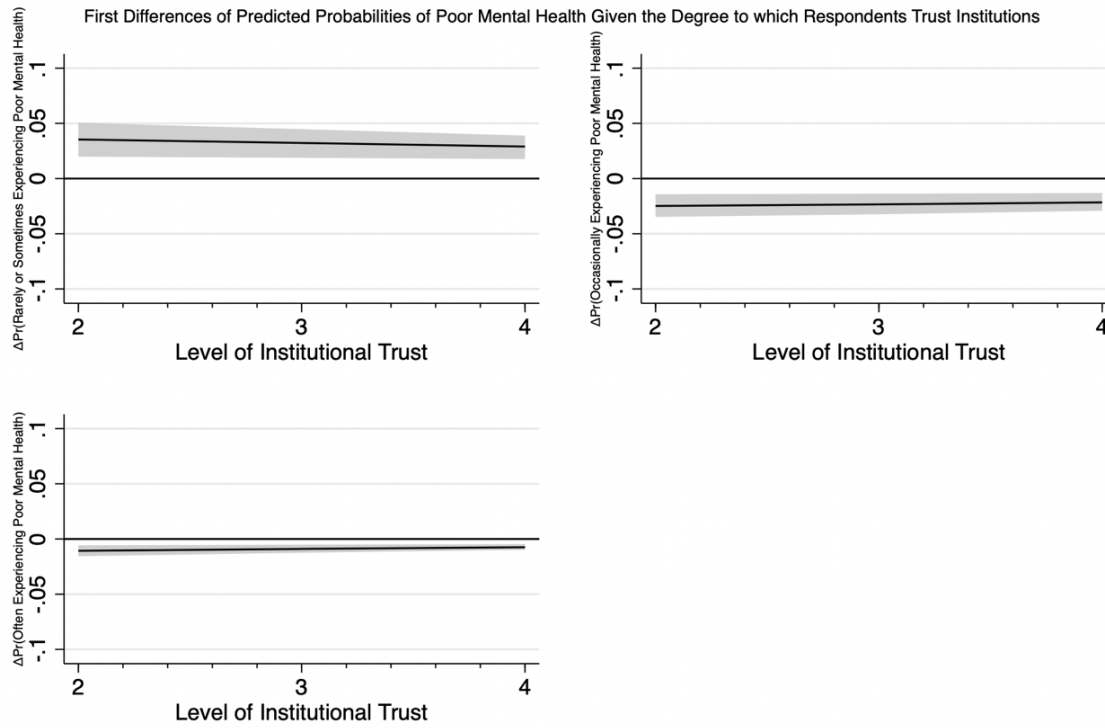 First Differences of Predicted Probabilities of Poor Mental Health Given the Degree to which Respondents Trust Institutions
ΔPr(Rarely or Sometimes Experiencing Poor Mental Health)
.1
.05
0
-.05
-.1
2 3 4
Level of Institutional Trust
ΔPr(Occasionally Experiencing Poor Mental Health)
.1
.05
0
-.05
-.1
2 3 4
Level of Institutional Trust
ΔPr(Often Experiencing Poor Mental Health)
.1
.05
0
-.05
-.1
2 3 4
Level of Institutional Trust